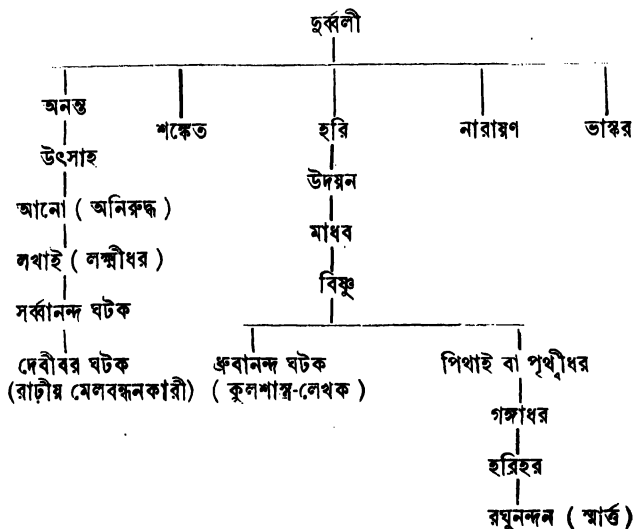 দুর্ব্বলী
অনন্ত
শঙ্কেত
হরি
নারায়ণ
ভাস্কর
উৎসাহ
উদয়ন
আনো ( অনিরুদ্ধ )
মাধব
লখাই ( লক্ষ্মীধর )
বিষ্ণু
সর্ব্বানন্দ ঘটক
দেবীবর ঘটক
ধ্রুবানন্দ ঘটক
পিথাই বা পৃথ্বীধর
(রাঢ়ীয় মেলবন্ধনকারী)
( কুলশাস্ত্র-লেখক )
গঙ্গাধর
হরিহর
রঘুনন্দন ( স্মার্ত্ত )